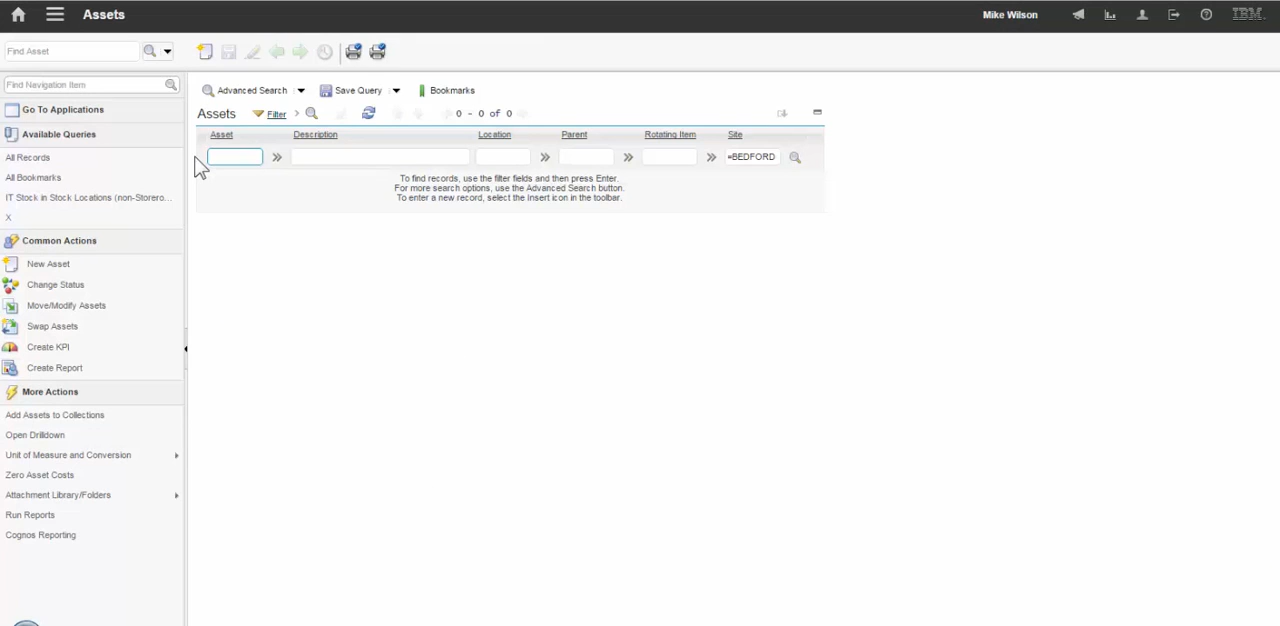 Assets
Mike Wilson
IBM.
Find Asset
Find Navigation Item
Go To Applications
Available Queries
All Records
All Bookmarks
IT Stock in Stock Locations (non-Storero...
X
Common Actions
New Asset
Change Status
Move/Modify Assets
Swap Assets
Create KPI
Create Report
More Actions
Add Assets to Collections
Open Drilldown
Unit of Measure and Conversion
Zero Asset Costs
Attachment Library/Folders
Run Reports
Cognos Reporting
Advanced Search Save Query Bookmarks
Assets Filter 0 - 0 of 0
Asset Description Location Parent Rotating Item Site
=BEDFORD
To find records, use the filter fields and then press Enter.
For more search options, use the Advanced Search button.
To enter a new record, select the Insert icon in the toolbar.